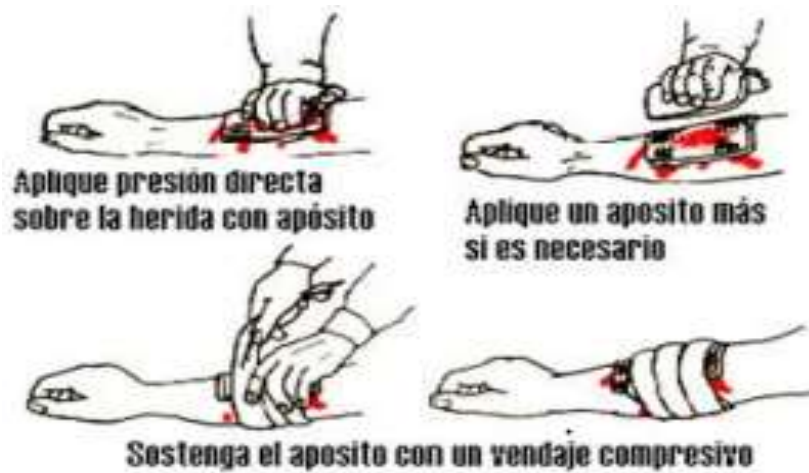 Aplique presión directa
sobre la herida con apósito
Aplique un aposito más
si es necesario
Sostenga el aposito con un vendaje compresivo